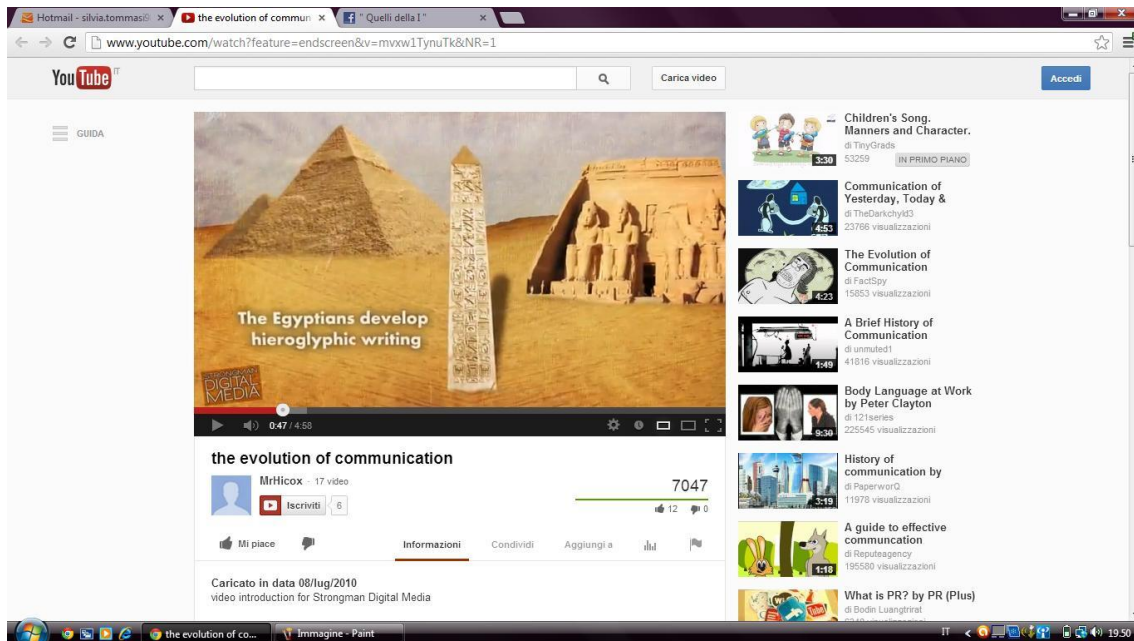 Hotmail - silvia.tommasi
the evolution of commun
" Quelli della I "
www.youtube.com/watch?feature=endscreen&v=mvxw1TynuTk&NR=1
YouTube IT
Carica video
Accedi
GUIDA
The Egyptians develop
hieroglyphic writing
STRONGMAN
DIGITAL
MEDIA
0:47 / 4:58
the evolution of communication
MrHicox - 17 video
Iscriviti 6
7047
12 0
Mi piace
Informazioni
Condividi
Aggiungi a
Caricato in data 08/lug/2010
video introduction for Strongman Digital Media
Children's Song.
Manners and Character.
di TinyGrads
53259 IN PRIMO PIANO
3:30
Communication of
Yesterday, Today &
di TheDarkchyld3
23766 visualizzazioni
4:53
The Evolution of
Communication
di FactSpy
15853 visualizzazioni
4:23
A Brief History of
Communication
di unmuted1
41816 visualizzazioni
1:49
Body Language at Work
by Peter Clayton
di 121series
225545 visualizzazioni
9:30
History of
communication by
di PaperworQ
11978 visualizzazioni
3:19
A guide to effective
communcation
di Reputeagency
195580 visualizzazioni
1:18
What is PR? by PR (Plus)
di Bodin Luangtrirat
You Tube
the evolution of co...
Immagine - Paint
IT
19.50